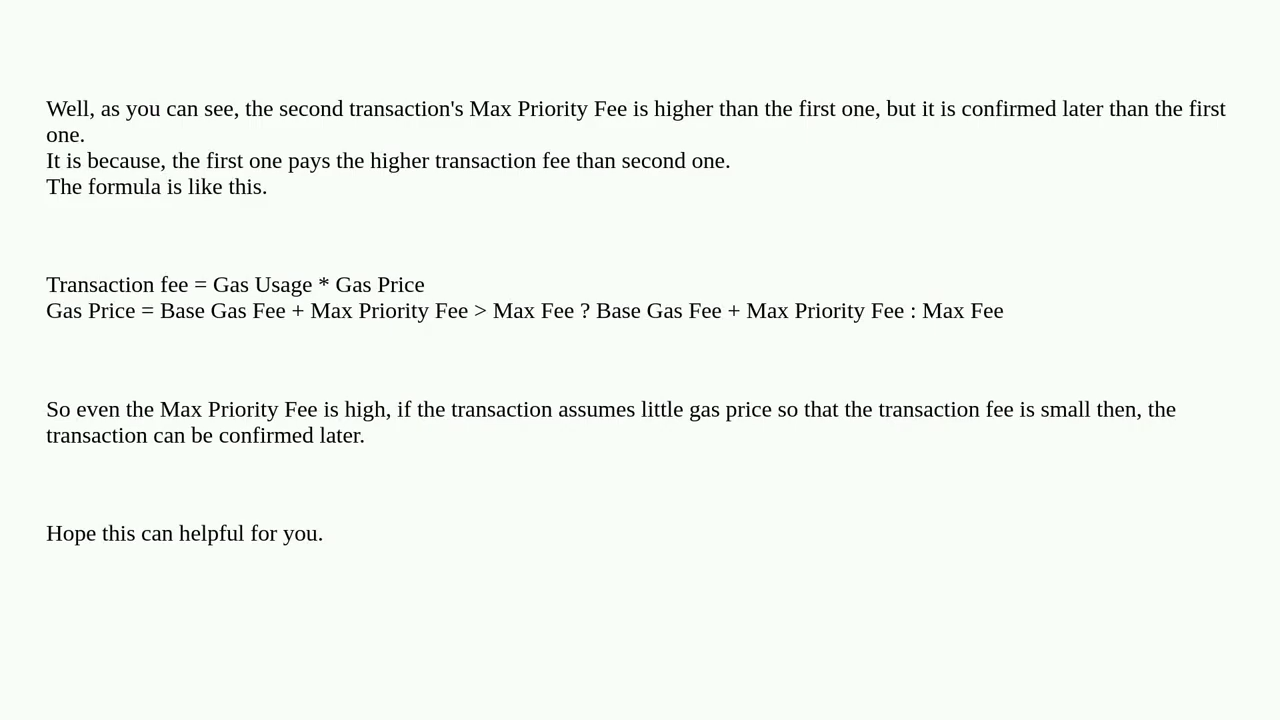 Well, as you can see, the second transaction's Max Priority Fee is higher than the first one, but it is confirmed later than the first
one.
It is because, the first one pays the higher transaction fee than second one.
The formula is like this.
Transaction fee = Gas Usage * Gas Price
Gas Price = Base Gas Fee + Max Priority Fee > Max Fee ? Base Gas Fee + Max Priority Fee : Max Fee
So even the Max Priority Fee is high, if the transaction assumes little gas price so that the transaction fee is small then, the
transaction can be confirmed later.
Hope this can helpful for you.